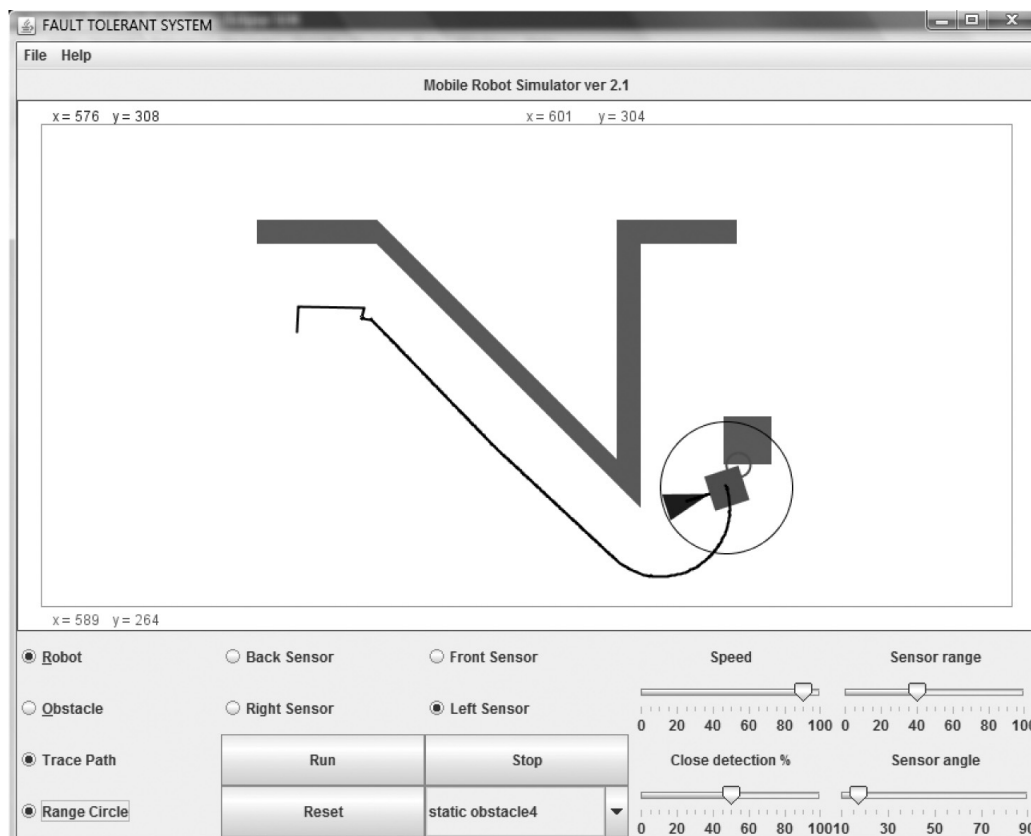 FAULT TOLERANT SYSTEM
File Help
Mobile Robot Simulator ver 2.1
x = 576 y = 308 x = 601 y = 304
x = 589 y = 264
Robot Back Sensor Front Sensor Speed Sensor range
Obstacle Right Sensor Left Sensor
0 20 40 60 80 100 0 20 40 60 80 100
Trace Path Run Stop Close detection % Sensor angle
Range Circle Reset static obstacle4
0 20 40 60 80 100 10 30 50 70 90